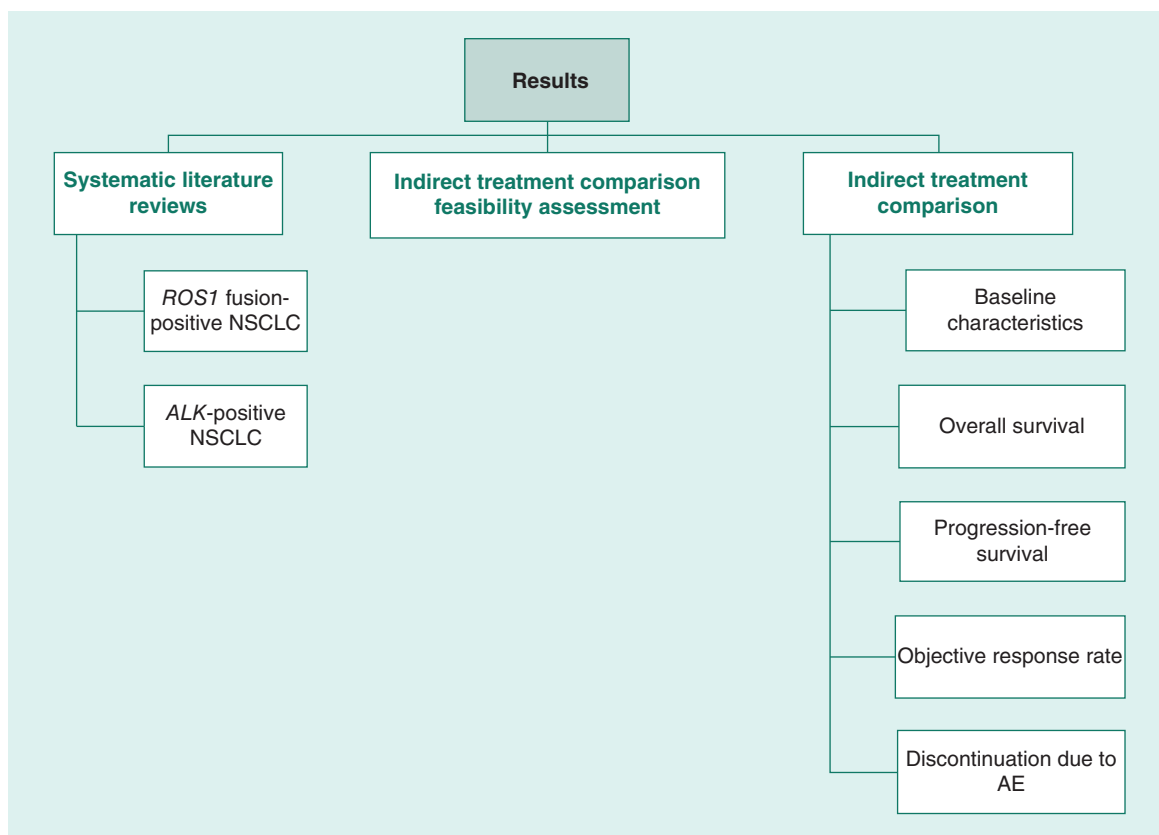 Results
Systematic literature
reviews
ROS1 fusion-
positive NSCLC
ALK-positive
NSCLC
Indirect treatment comparison
feasibility assessment
Indirect treatment
comparison
Baseline
characteristics
Overall survival
Progression-free
survival
Objective response rate
Discontinuation due to
AE